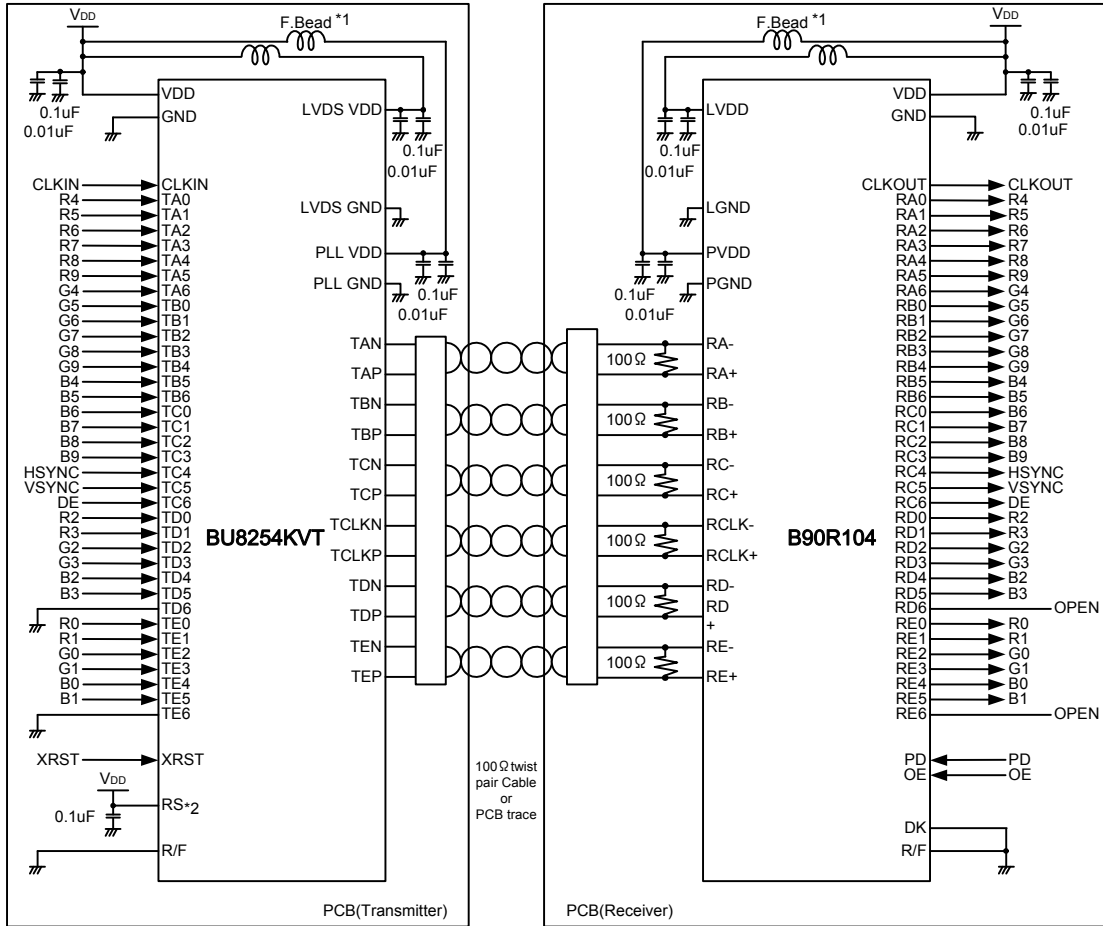 VDD
F.Bead *1
0.1uF
0.01uF
VDD
GND
LVDS VDD
0.1uF
0.01uF
LVDS GND
PLL VDD
0.1uF
0.01uF
PLL GND
CLKIN CLKIN
R4 TA0
R5 TA1
R6 TA2
R7 TA3
R8 TA4
R9 TA5
G4 TA6
G5 TB0
G6 TB1
G7 TB2
G8 TB3
G9 TB4
B4 TB5
B5 TB6
B6 TC0
B7 TC1
B8 TC2
B9 TC3
HSYNC TC4
VSYNC TC5
DE TC6
R2 TD0
R3 TD1
G2 TD2
G3 TD3
B2 TD4
B3 TD5
TD6
R0 TE0
R1 TE1
G0 TE2
G1 TE3
B0 TE4
B1 TE5
TE6
XRST XRST
VDD
RS*2
0.1uF
R/F
BU8254KVT
TAN
TAP
TBN
TBP
TCN
TCP
TCLKN
TCLKP
TDN
TDP
TEN
TEP
PCB(Transmitter)
100Ω twist
pair Cable
or
PCB trace
F.Bead *1
VDD
0.1uF
0.01uF
VDD
GND
LVDD
0.1uF
0.01uF
LGND
PVDD
0.1uF
0.01uF
PGND
RA-
100Ω
RA+
RB-
100Ω
RB+
RC-
100Ω
RC+
RCLK-
100Ω
RCLK+
RD-
100Ω
RD
+
RE-
100Ω
RE+
B90R104
CLKOUT CLKOUT
RA0 R4
RA1 R5
RA2 R6
RA3 R7
RA4 R8
RA5 R9
RA6 G4
RB0 G5
RB1 G6
RB2 G7
RB3 G8
RB4 G9
RB5 B4
RB6 B5
RC0 B6
RC1 B7
RC2 B8
RC3 B9
RC4 HSYNC
RC5 VSYNC
RC6 DE
RD0 R2
RD1 R3
RD2 G2
RD3 G3
RD4 B2
RD5 B3
RD6 OPEN
RE0 R0
RE1 R1
RE2 G0
RE3 G1
RE4 B0
RE5 B1
RE6 OPEN
PD PD
OE OE
DK
R/F
PCB(Receiver)